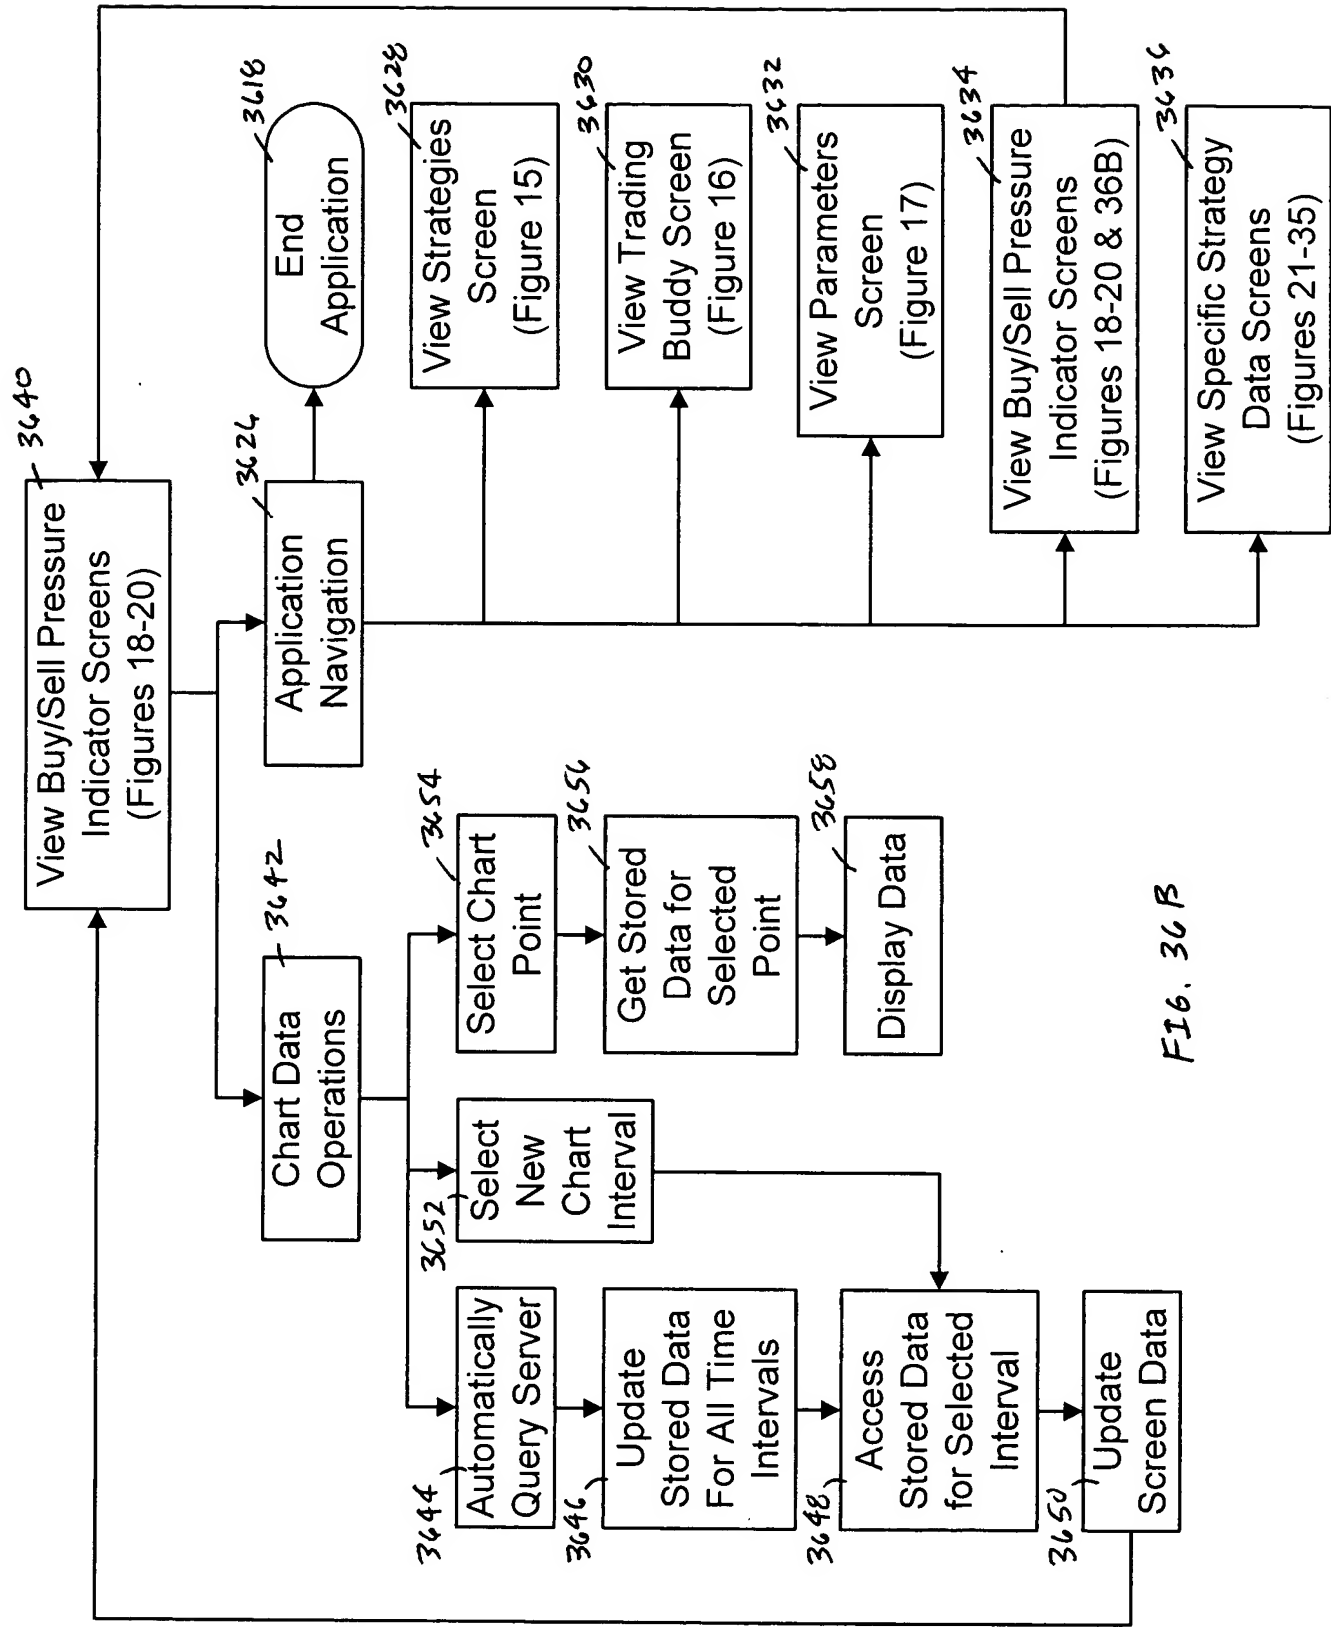 3640
View Buy/Sell Pressure
Indicator Screens
(Figures 18-20)
3642
Chart Data
Operations
3626
Application
Navigation
3618
End
Application
3644
Automatically
Query Server
3646
Update
Stored Data
For All Time
Intervals
3648
Access
Stored Data
for Selected
Interval
3650
Update
Screen Data
3652
Select
New
Chart
Interval
3654
Select Chart
Point
3656
Get Stored
Data for
Selected
Point
3658
Display Data
3628
View Strategies
Screen
(Figure 15)
3630
View Trading
Buddy Screen
(Figure 16)
3632
View Parameters
Screen
(Figure 17)
3634
View Buy/Sell Pressure
Indicator Screens
(Figures 18-20 & 36B)
3636
View Specific Strategy
Data Screens
(Figures 21-35)
FIG. 36B